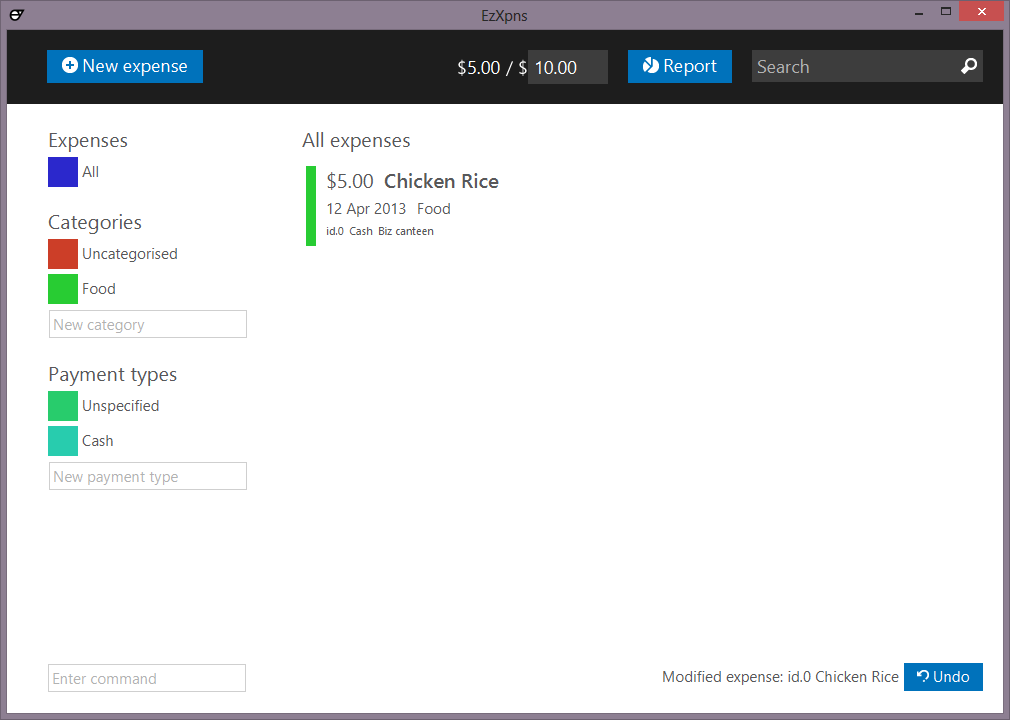 EzXpns
New expense
$5.00 / $ 10.00
Report
Search
Expenses
All
Categories
Uncategorised
Food
New category
Payment types
Unspecified
Cash
New payment type
All expenses
$5.00 Chicken Rice
12 Apr 2013 Food
id.0 Cash Biz canteen
Enter command
Modified expense: id.0 Chicken Rice
Undo